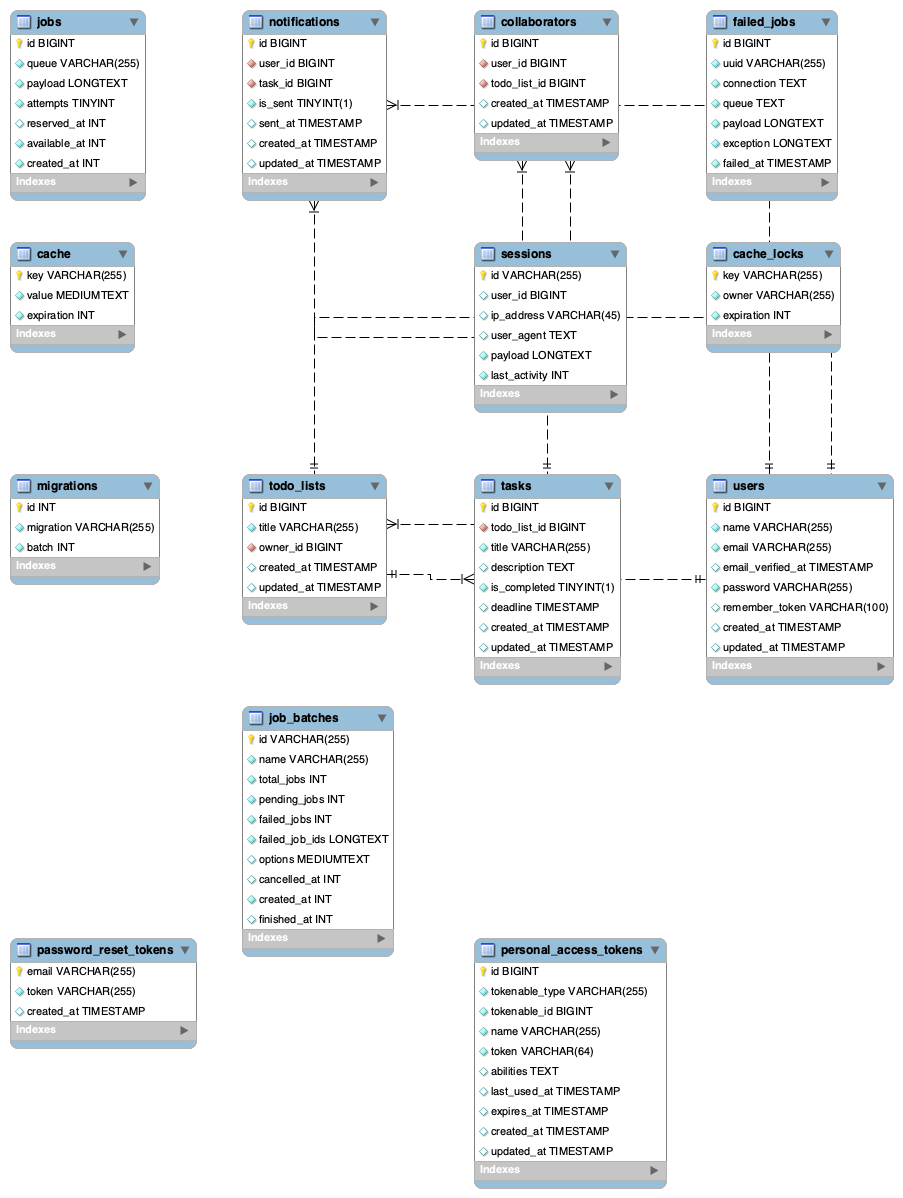 jobs
id BIGINT
queue VARCHAR(255)
payload LONGTEXT
attempts TINYINT
reserved_at INT
available_at INT
created_at INT
Indexes
notifications
id BIGINT
user_id BIGINT
task_id BIGINT
is_sent TINYINT(1)
sent_at TIMESTAMP
created_at TIMESTAMP
updated_at TIMESTAMP
Indexes
collaborators
id BIGINT
user_id BIGINT
todo_list_id BIGINT
created_at TIMESTAMP
updated_at TIMESTAMP
Indexes
failed_jobs
id BIGINT
uuid VARCHAR(255)
connection TEXT
queue TEXT
payload LONGTEXT
exception LONGTEXT
failed_at TIMESTAMP
Indexes
cache
key VARCHAR(255)
value MEDIUMTEXT
expiration INT
Indexes
sessions
id VARCHAR(255)
user_id BIGINT
ip_address VARCHAR(45)
user_agent TEXT
payload LONGTEXT
last_activity INT
Indexes
cache_locks
key VARCHAR(255)
owner VARCHAR(255)
expiration INT
Indexes
migrations
id INT
migration VARCHAR(255)
batch INT
Indexes
todo_lists
id BIGINT
title VARCHAR(255)
owner_id BIGINT
created_at TIMESTAMP
updated_at TIMESTAMP
Indexes
tasks
id BIGINT
todo_list_id BIGINT
title VARCHAR(255)
description TEXT
is_completed TINYINT(1)
deadline TIMESTAMP
created_at TIMESTAMP
updated_at TIMESTAMP
Indexes
users
id BIGINT
name VARCHAR(255)
email VARCHAR(255)
email_verified_at TIMESTAMP
password VARCHAR(255)
remember_token VARCHAR(100)
created_at TIMESTAMP
updated_at TIMESTAMP
Indexes
job_batches
id VARCHAR(255)
name VARCHAR(255)
total_jobs INT
pending_jobs INT
failed_jobs INT
failed_job_ids LONGTEXT
options MEDIUMTEXT
cancelled_at INT
created_at INT
finished_at INT
Indexes
password_reset_tokens
email VARCHAR(255)
token VARCHAR(255)
created_at TIMESTAMP
Indexes
personal_access_tokens
id BIGINT
tokenable_type VARCHAR(255)
tokenable_id BIGINT
name VARCHAR(255)
token VARCHAR(64)
abilities TEXT
last_used_at TIMESTAMP
expires_at TIMESTAMP
created_at TIMESTAMP
updated_at TIMESTAMP
Indexes